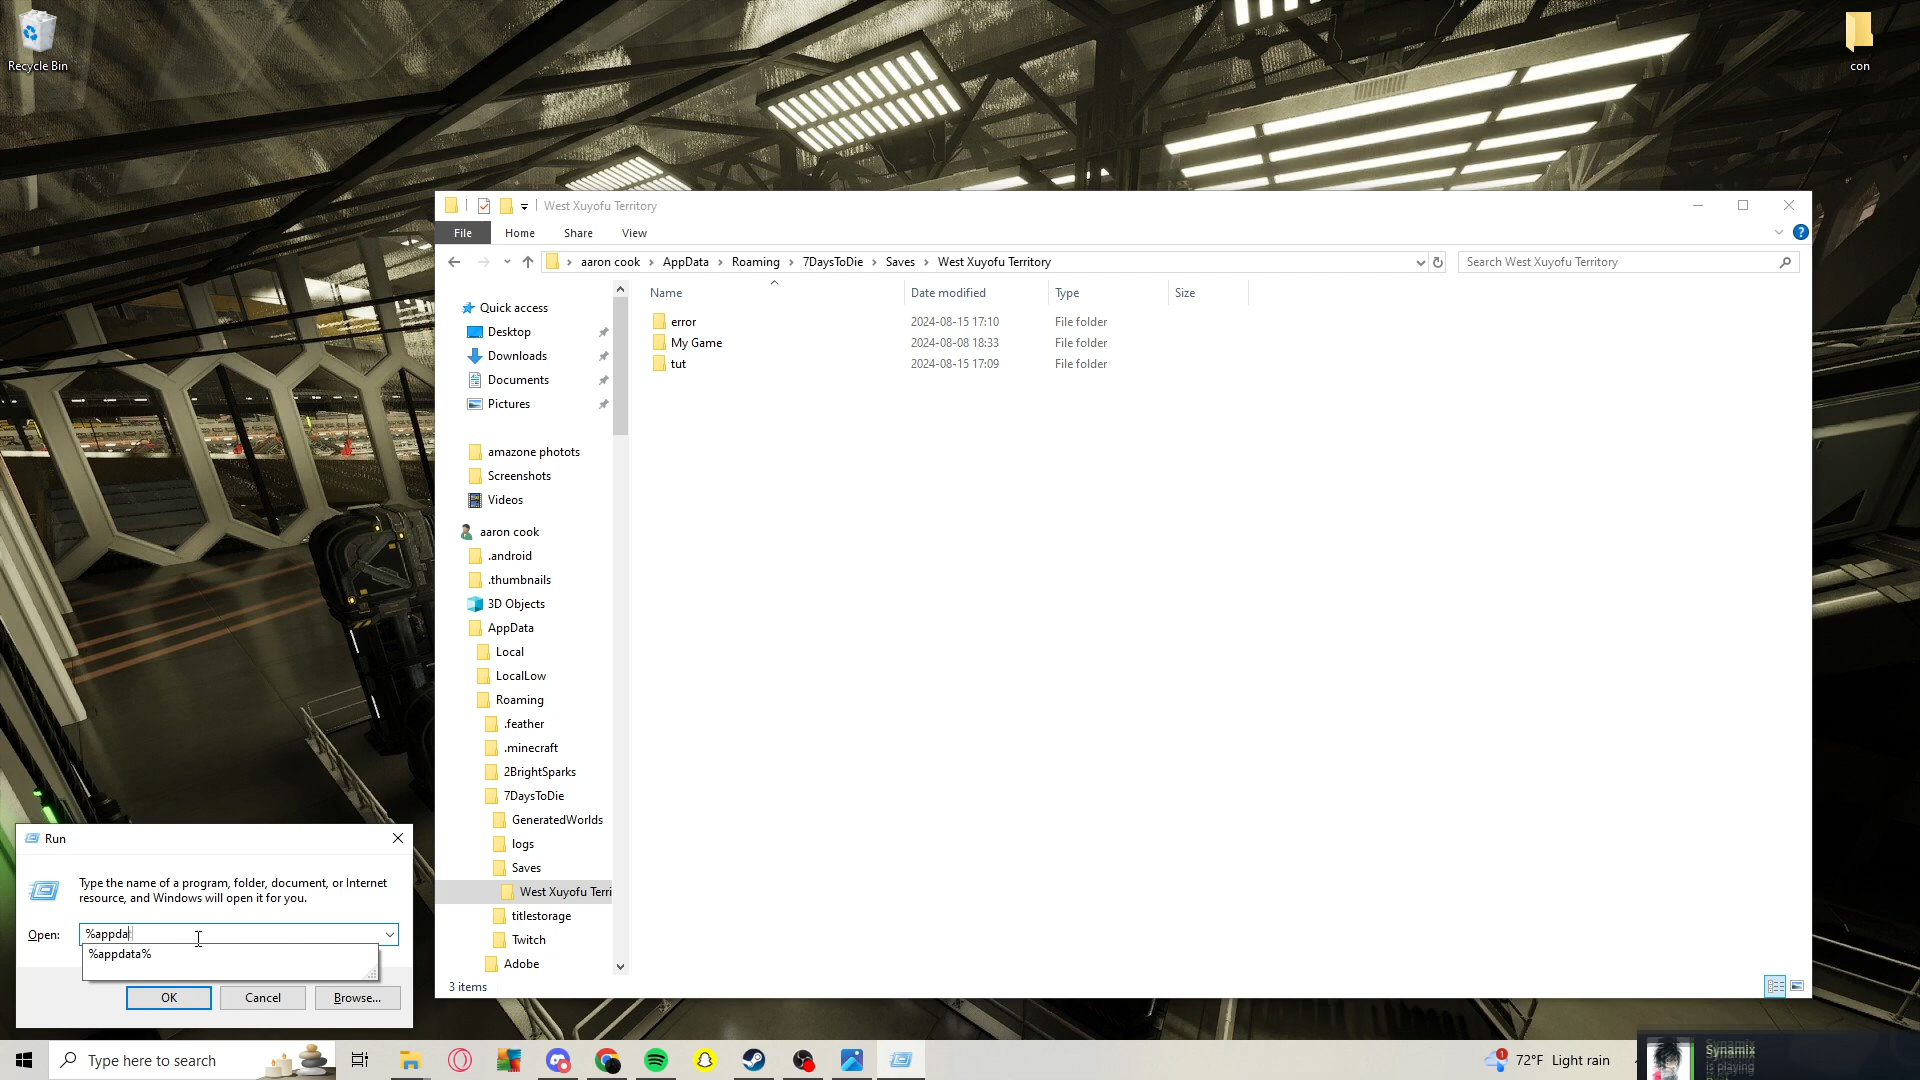 Recycle Bin
con
West Xuyofu Territory
File
Home
Share
View
aaron cook
AppData
Roaming
7DaysToDie
Saves
West Xuyofu Territory
Search West Xuyofu Territory
Name
Date modified
Type
Size
error
2024-08-15 17:10
File folder
My Game
2024-08-08 18:33
File folder
tut
2024-08-15 17:09
File folder
Quick access
Desktop
Downloads
Documents
Pictures
amazone photots
Screenshots
Videos
aaron cook
.android
.thumbnails
3D Objects
AppData
Local
LocalLow
Roaming
.feather
.minecraft
2BrightSparks
7DaysToDie
GeneratedWorlds
logs
Saves
West Xuyofu Terri
titlestorage
Twitch
Adobe
3 items
Run
Type the name of a program, folder, document, or Internet
resource, and Windows will open it for you.
Open:
%appdat
%appdata%
OK
Cancel
Browse...
Type here to search
1
72°F Light rain
Synamix
is playing